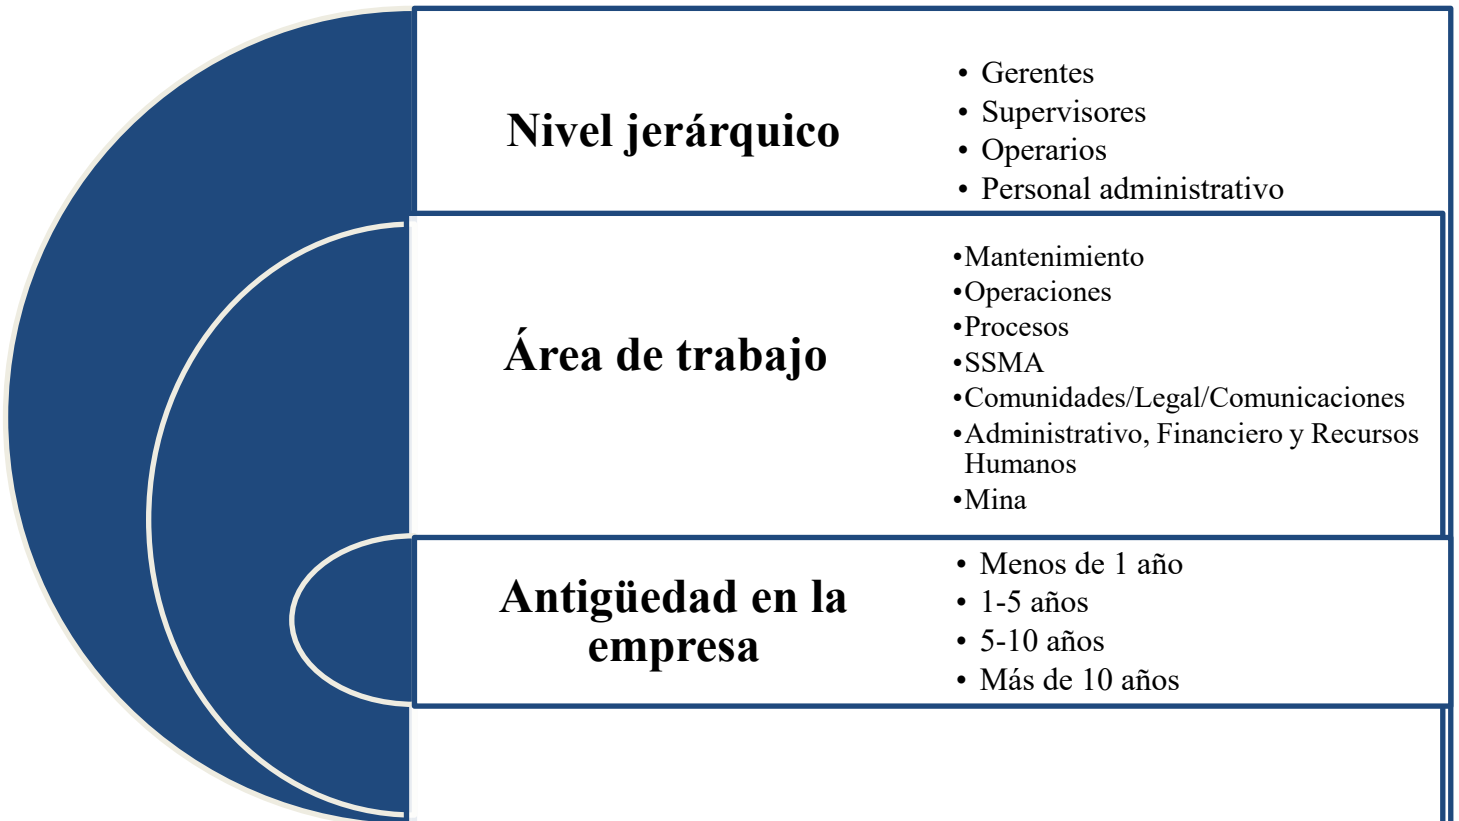 Nivel jerárquico
• Gerentes
• Supervisores
• Operarios
• Personal administrativo
Área de trabajo
•Mantenimiento
•Operaciones
•Procesos
•SSMA
•Comunidades/Legal/Comunicaciones
•Administrativo, Financiero y Recursos
Humanos
•Mina
Antigüedad en la
empresa
• Menos de 1 año
• 1-5 años
• 5-10 años
• Más de 10 años